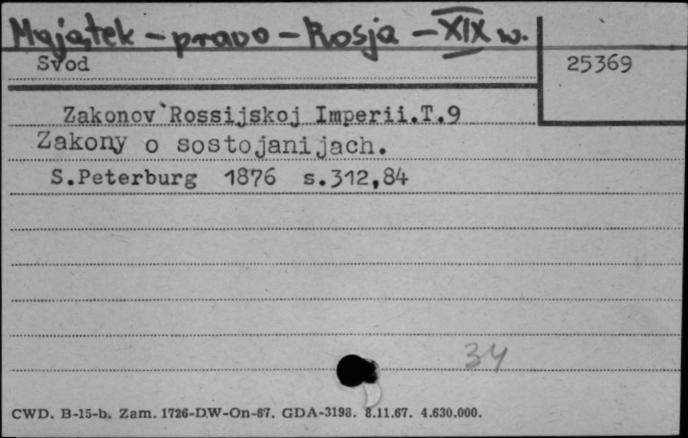 Majątek - prawo - Rosja - XIX w.
Svod
25369
Zakonov Rossijskoj Imperii.T.9
Zakony o sostojanijach.
S.Peterburg 1876 s.312,84
34
CWD. B-15-b. Zam. 1726-D.W-On-67. GDA-3198. 8.11.67. 4.630.000.